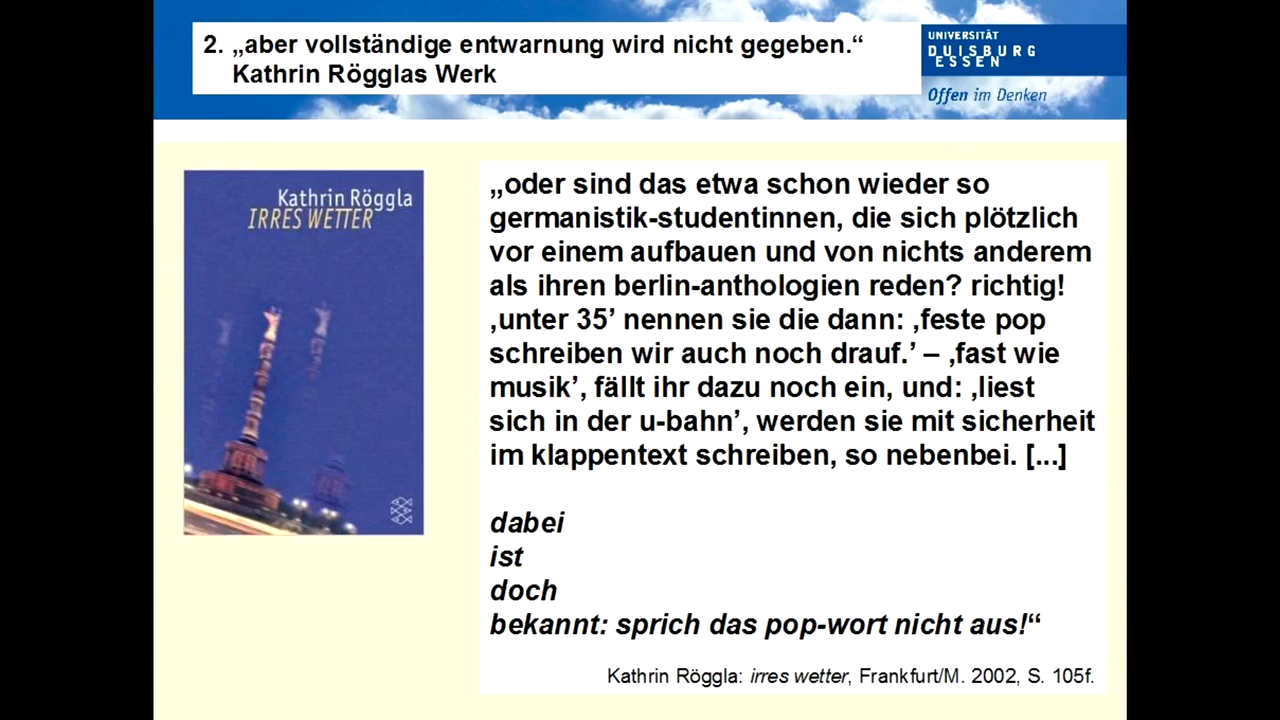 2. „aber vollständige entwarnung wird nicht gegeben.“
Kathrin Rögglas Werk
UNIVERSITÄT
DUISBURG
ESSEN
Offen im Denken
Kathrin Röggla
IRRES WETTER
„oder sind das etwa schon wieder so
germanistik-studentinnen, die sich plötzlich
vor einem aufbauen und von nichts anderem
als ihren berlin-anthologien reden? richtig!
‚unter 35’ nennen sie die dann: ‚feste pop
schreiben wir auch noch drauf.’ – ‚fast wie
musik’, fällt ihr dazu noch ein, und: ‚liest
sich in der u-bahn’, werden sie mit sicherheit
im klappentext schreiben, so nebenbei. [...]
dabei
ist
doch
bekannt: sprich das pop-wort nicht aus!“
Kathrin Röggla: irres wetter, Frankfurt/M. 2002, S. 105f.